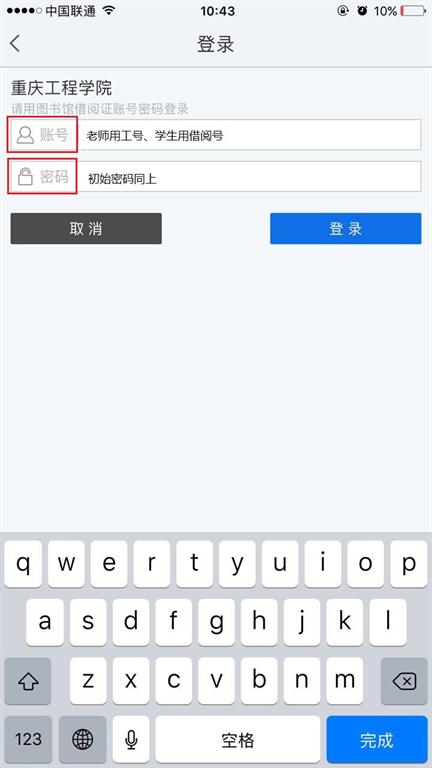 中国联通 10:43 10%
登录
重庆工程学院
请用图书馆借阅证账号密码登录
账号 老师用工号、学生用借阅号
密码 初始密码同上
取消 登录
q w e r t y u i o p
a s d f g h j k l
z x c v b n m
123 空格 完成